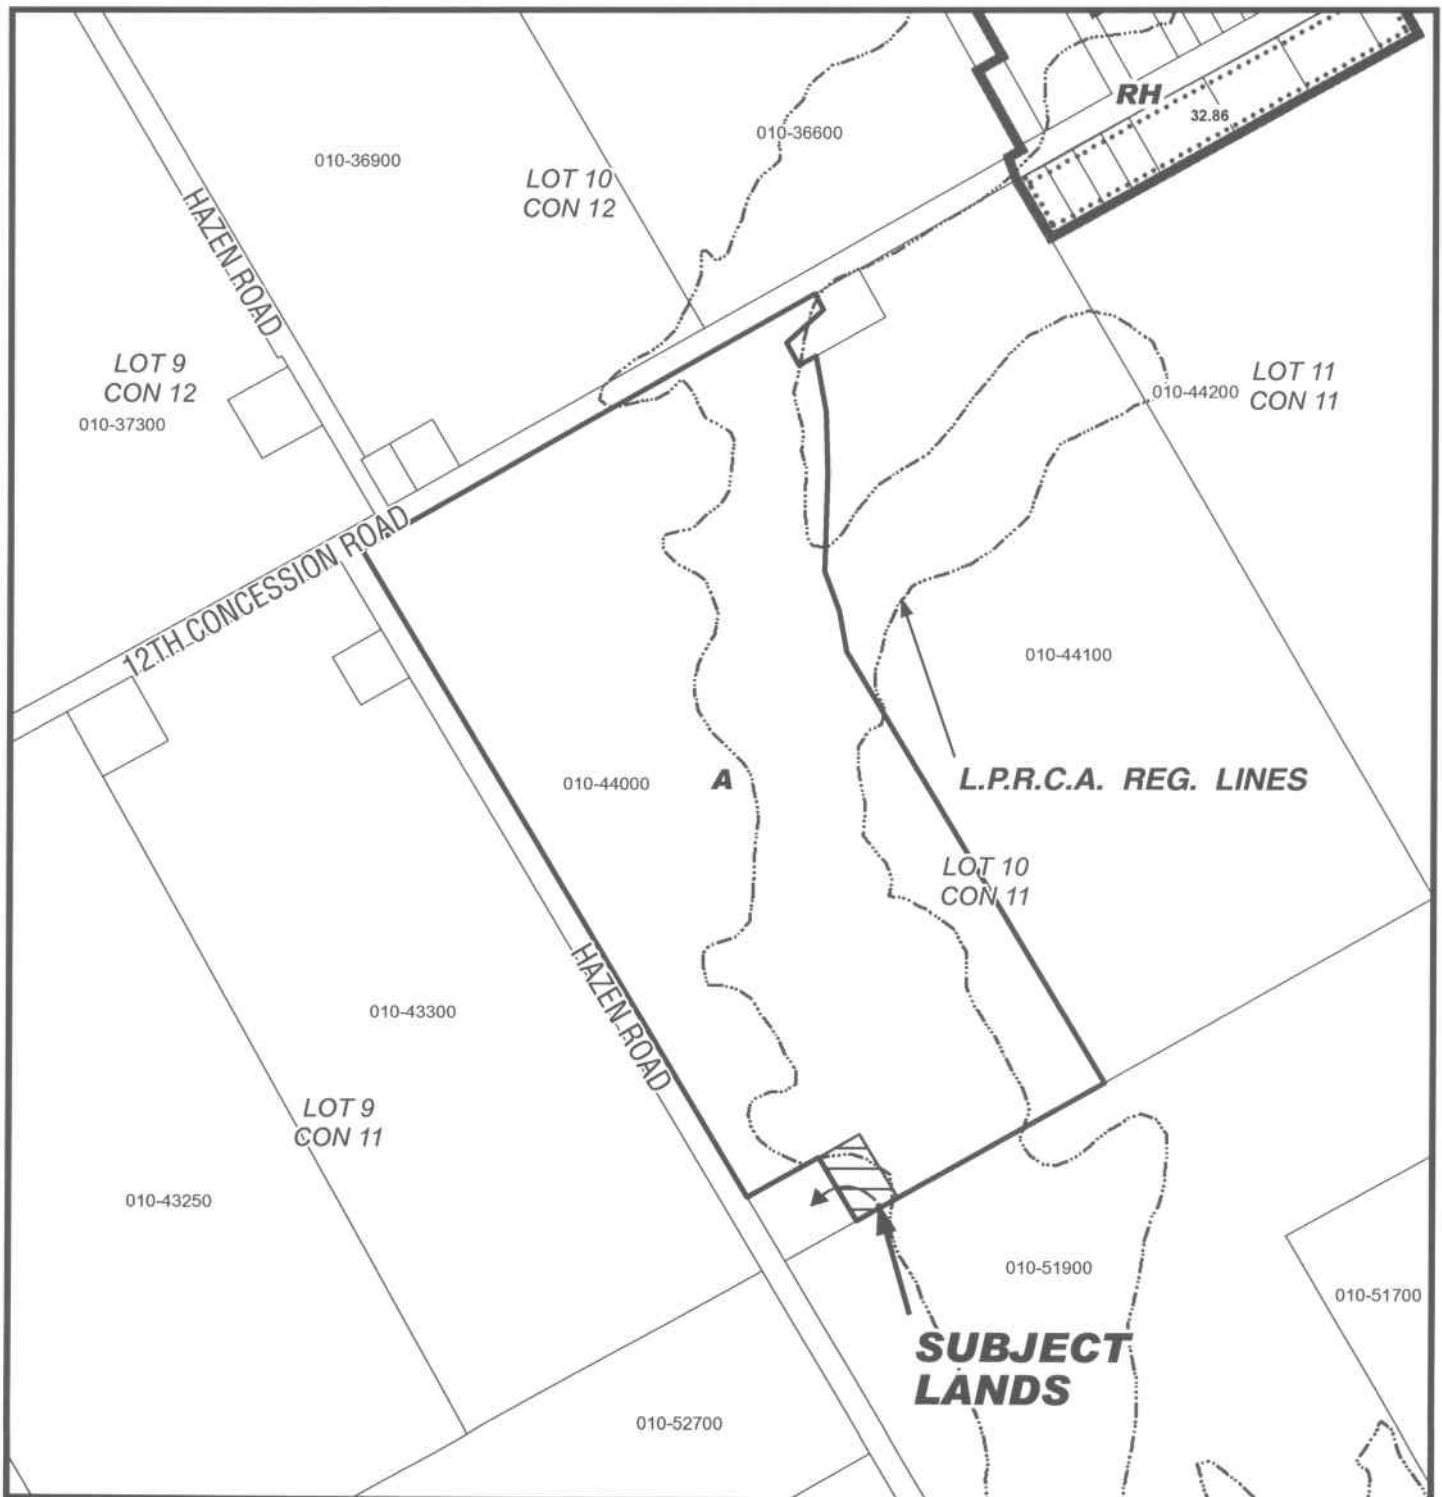 RH
32.86
010-36600
010-36900
LOT 10
CON 12
HAZEN ROAD
LOT 9
CON 12
010-37300
LOT 11
CON 11
010-44200
12TH CONCESSION ROAD
010-44100
010-44000
A
L.P.R.C.A. REG. LINES
LOT 10
CON 11
HAZEN ROAD
010-43300
LOT 9
CON 11
010-43250
010-51900
010-51700
SUBJECT
LANDS
010-52700